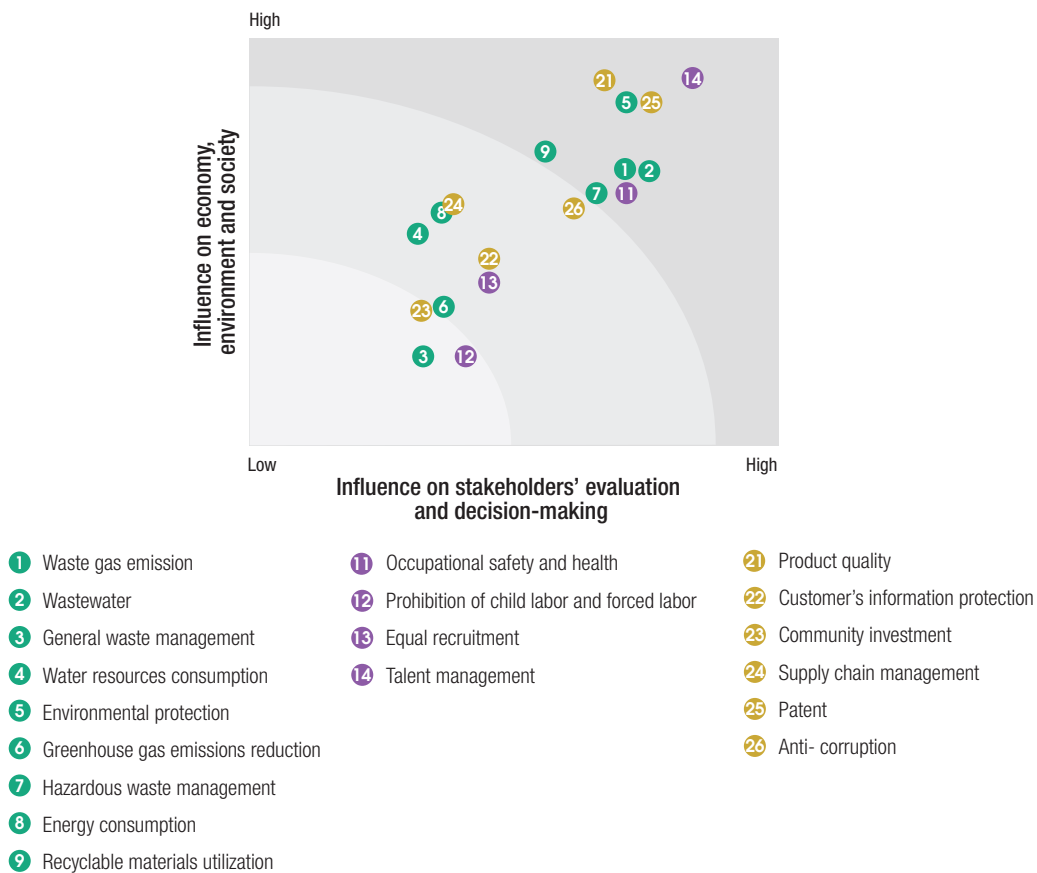 High
Influence on economy,
environment and society
21
14
5
25
9
1
2
7
11
26
24
8
4
22
13
23
6
3
12
Low
High
Influence on stakeholders’ evaluation
and decision-making
1 Waste gas emission
2 Wastewater
3 General waste management
4 Water resources consumption
5 Environmental protection
6 Greenhouse gas emissions reduction
7 Hazardous waste management
8 Energy consumption
9 Recyclable materials utilization
11 Occupational safety and health
12 Prohibition of child labor and forced labor
13 Equal recruitment
14 Talent management
21 Product quality
22 Customer’s information protection
23 Community investment
24 Supply chain management
25 Patent
26 Anti- corruption